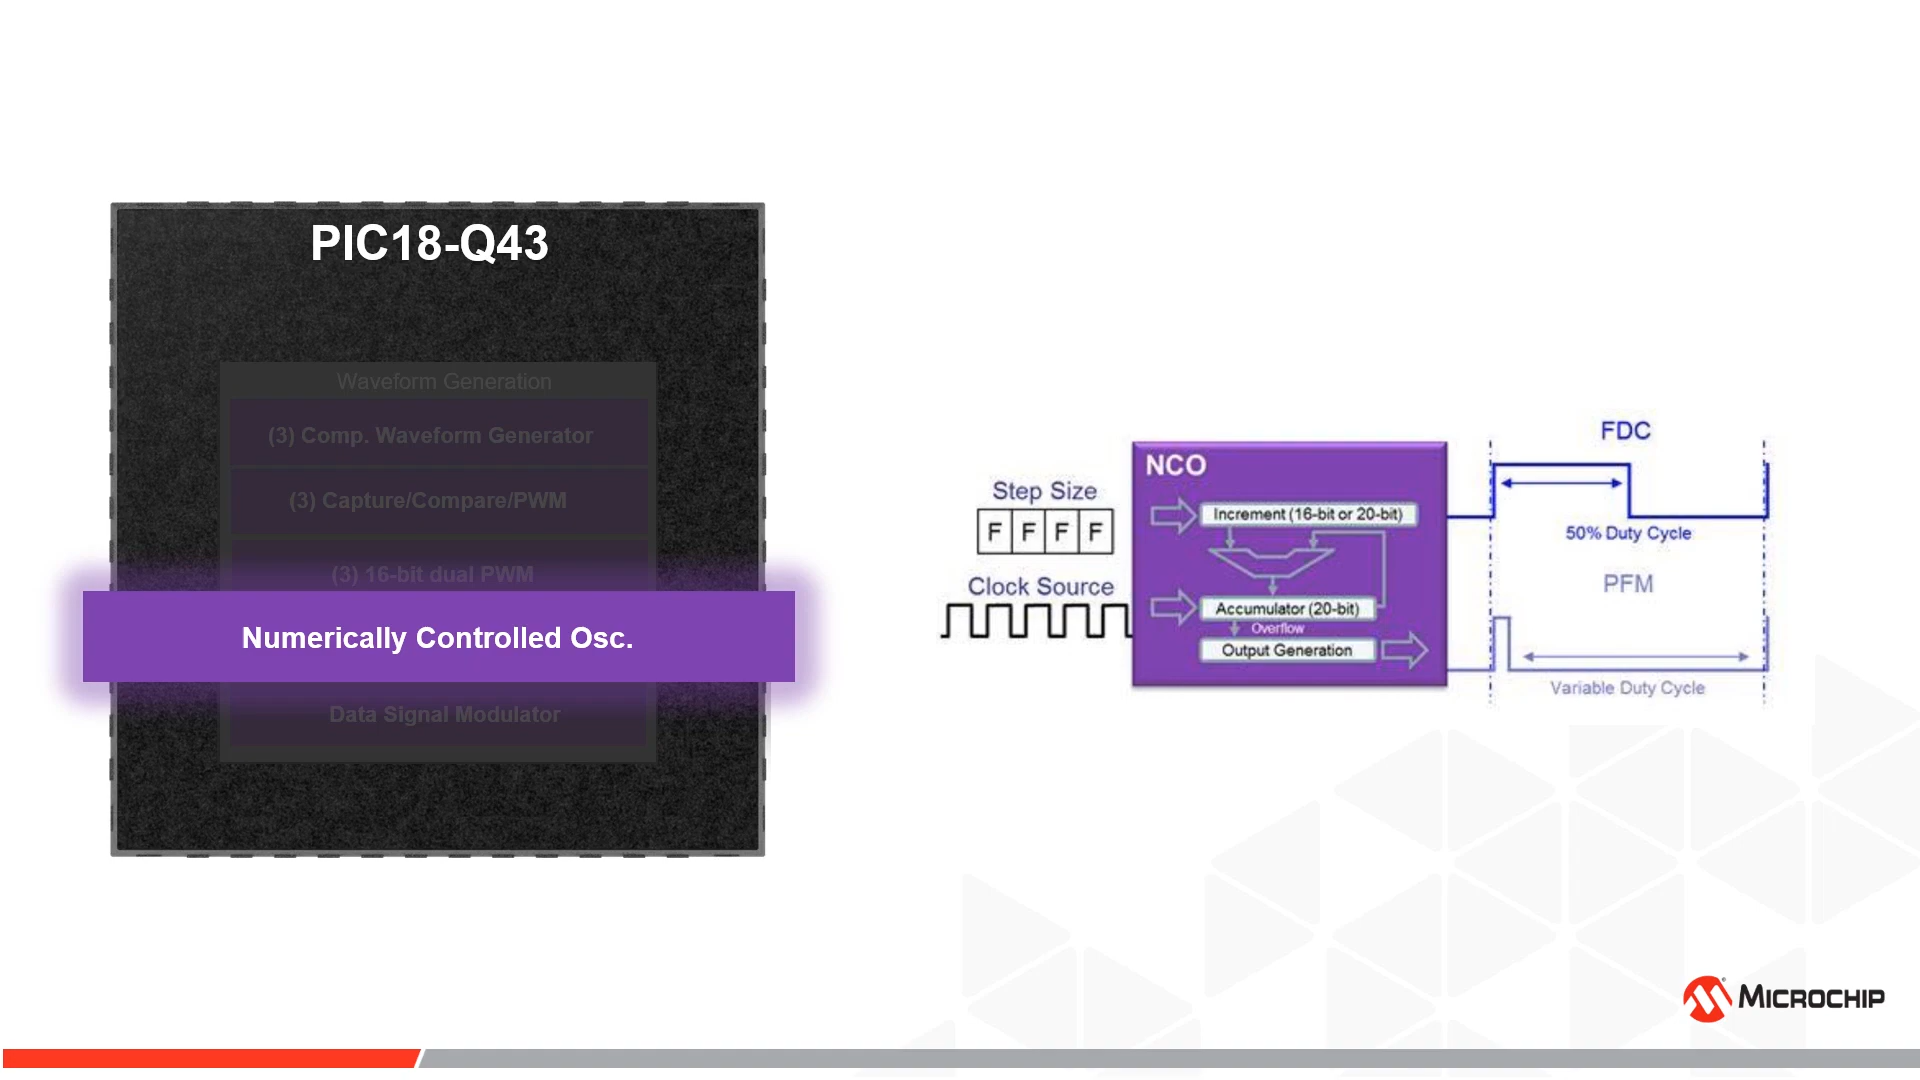 PIC18-Q43
Waveform Generation
(3) Comp. Waveform Generator
(3) Capture/Compare/PWM
(3) 16-bit dual PWM
Numerically Controlled Osc.
Data Signal Modulator
Step Size
F F F F
Clock Source
NCO
Increment (16-bit or 20-bit)
Accumulator (20-bit)
Overflow
Output Generation
FDC
50% Duty Cycle
PFM
Variable Duty Cycle
MICROCHIP